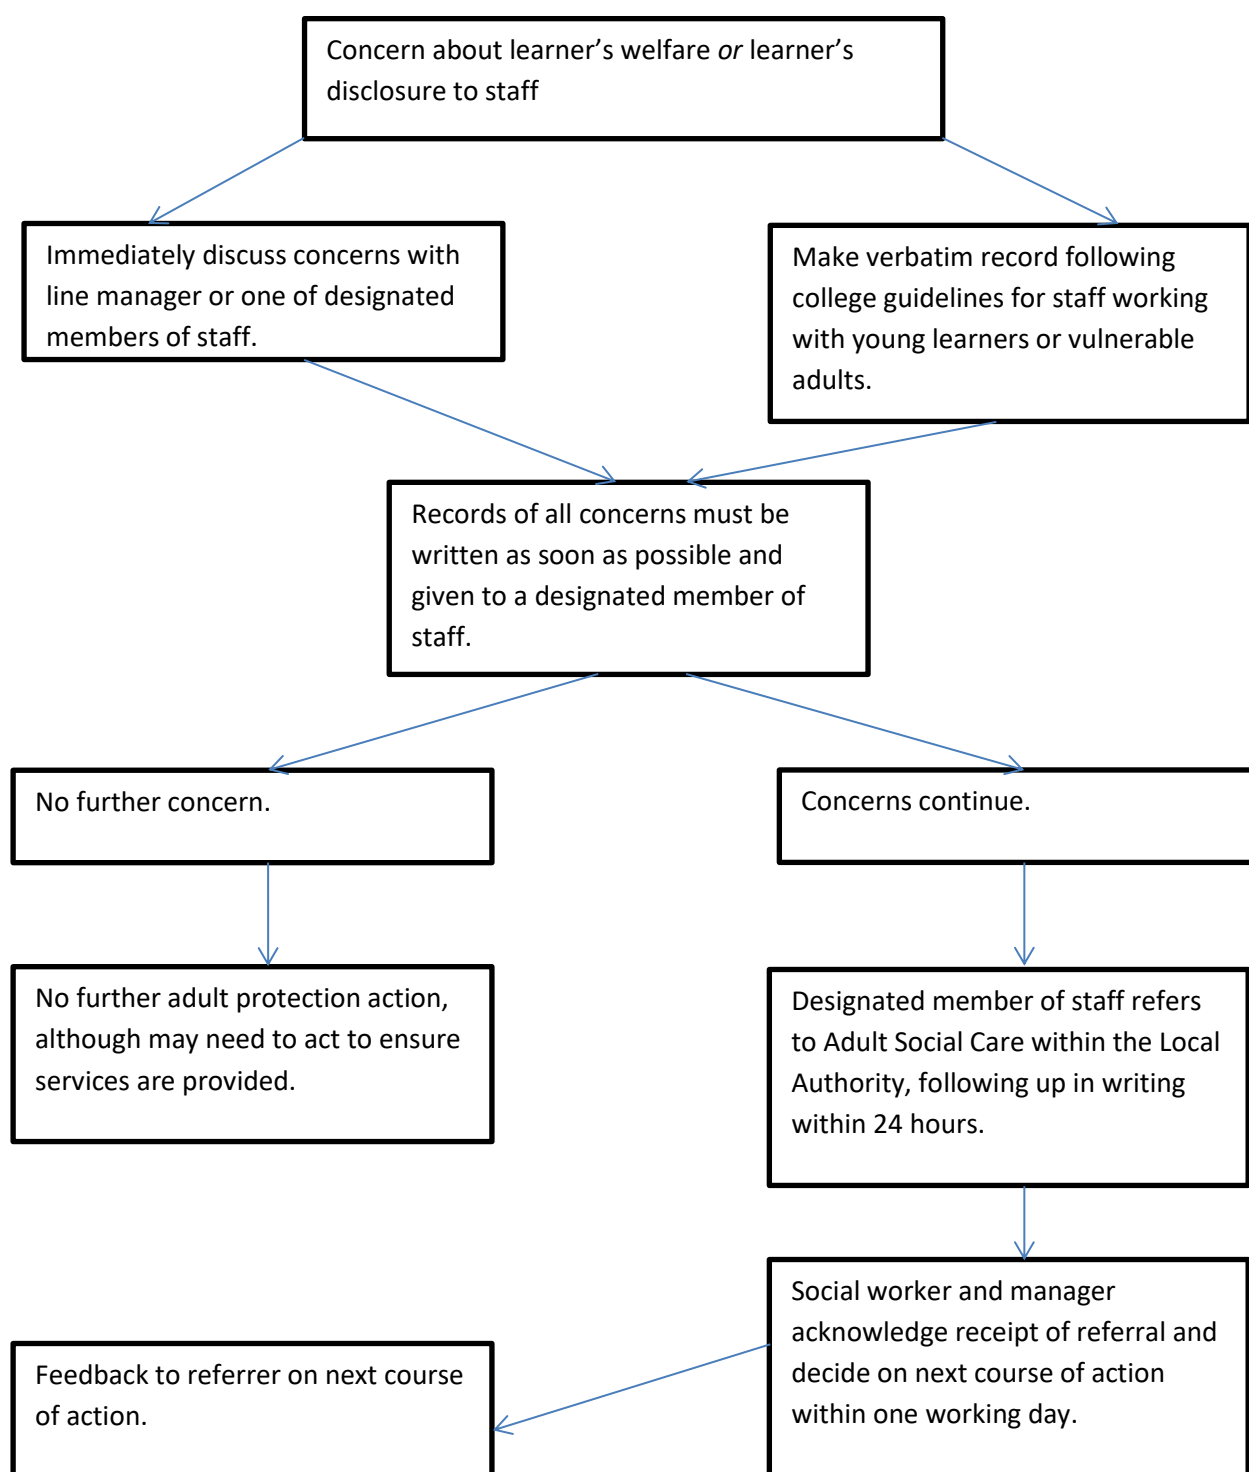 Concern about learner’s welfare or learner’s
disclosure to staff
Immediately discuss concerns with
line manager or one of designated
members of staff.
Make verbatim record following
college guidelines for staff working
with young learners or vulnerable
adults.
Records of all concerns must be
written as soon as possible and
given to a designated member of
staff.
No further concern.
Concerns continue.
No further adult protection action,
although may need to act to ensure
services are provided.
Designated member of staff refers
to Adult Social Care within the Local
Authority, following up in writing
within 24 hours.
Social worker and manager
acknowledge receipt of referral and
decide on next course of action
within one working day.
Feedback to referrer on next course
of action.